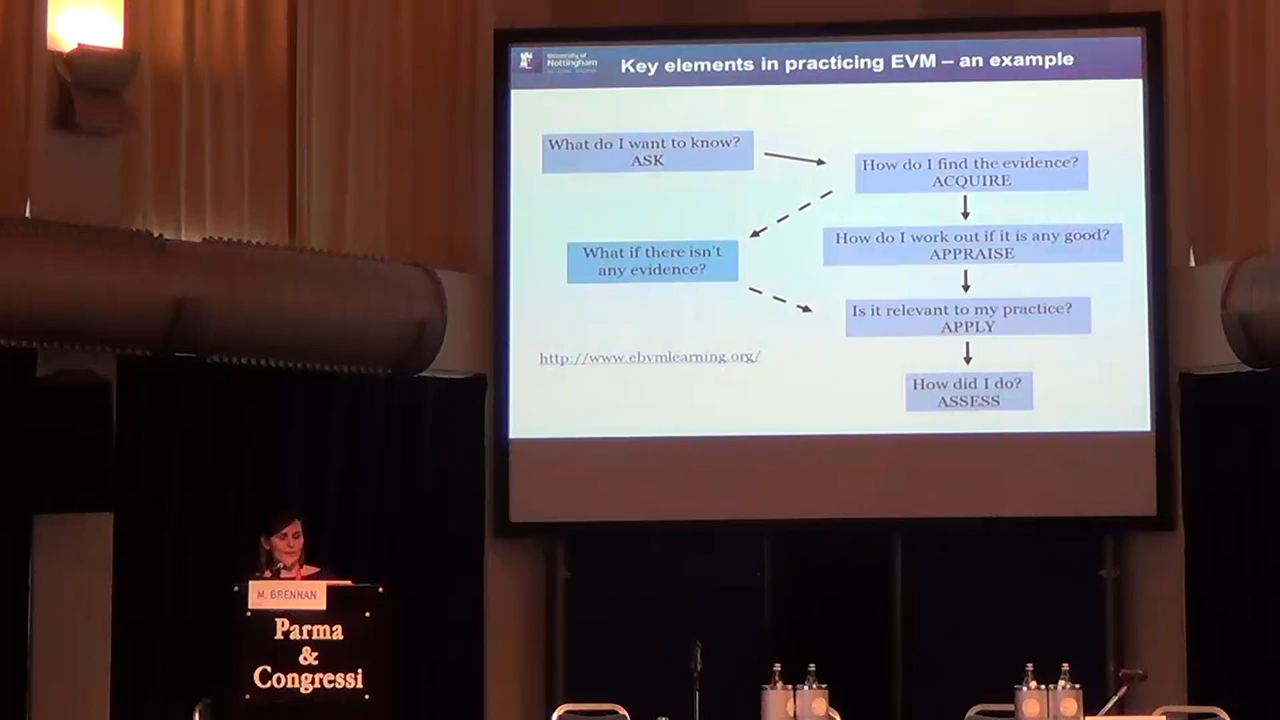 University of
Nottingham
Key elements in practicing EVM – an example
What do I want to know?
ASK
How do I find the evidence?
ACQUIRE
How do I work out if it is any good?
APPRAISE
What if there isn't
any evidence?
Is it relevant to my practice?
APPLY
http://www.ebvmlearning.org/
How did I do?
ASSESS
M. BRENNAN
Parma
&
Congressi